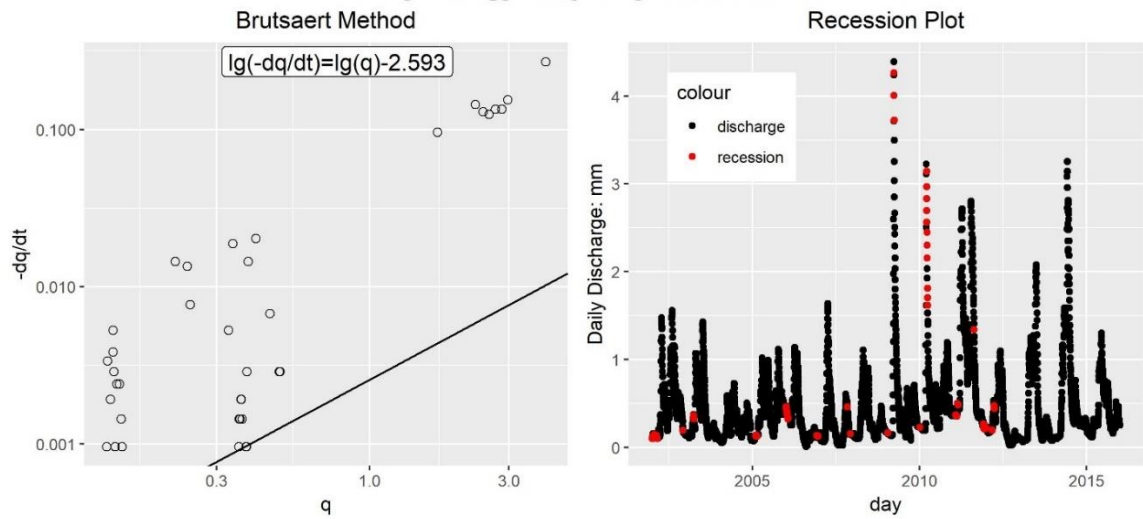 Brutsaert Method
lg(-dq/dt)=lg(q)-2.593
0.100
0.010
0.001
-dq/dt
0.3
1.0
3.0
q
Recession Plot
colour
discharge
recession
4
3
2
1
0
Daily Discharge: mm
2005
2010
2015
day